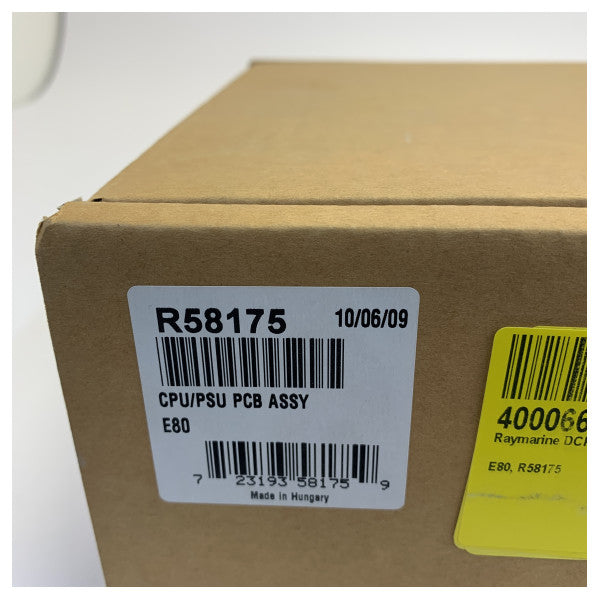 R58175 10/06/09
CPU/PSU PCB ASSY
E80
7 23193 58175 9
Made in Hungary
400066
Raymarine
E80, R58175